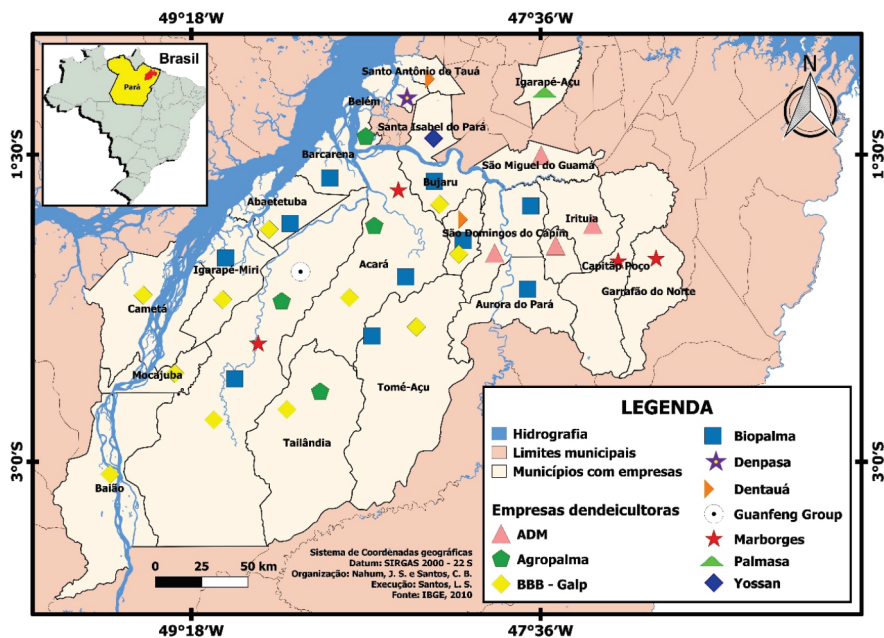 49°18'W
47°36'W
Brasil
Pará
N
Santo Antônio do Tauá
Igarapé-Açu
Belém
Santa Isabel do Pará
1°30'S
1°30'S
São Miguel do Guamá
Barcarena
Bujaru
Abaetetuba
Irituia
São Domingos do Capim
Igarapé-Miri
Acará
Capitão Poço
Garrafão do Norte
Cametá
Aurora do Pará
Mocajuba
Tomé-Açu
Tailândia
Baião
3°0'S
3°0'S
LEGENDA
Hidrografia
Limites municipais
Municípios com empresas
Empresas dendeicultoras
ADM
Agropalma
BBB - Galp
Biopalma
Denpasa
Dentauá
Guanfeng Group
Marborges
Palmasa
Yossan
Sistema de Coordenadas geográficas
Datum: SIRGAS 2000 - 22 S
Organização: Nahum, J. S. e Santos, C. B.
Execução: Santos, L. S.
Fonte: IBGE, 2010
0 25 50 km
49°18'W
47°36'W